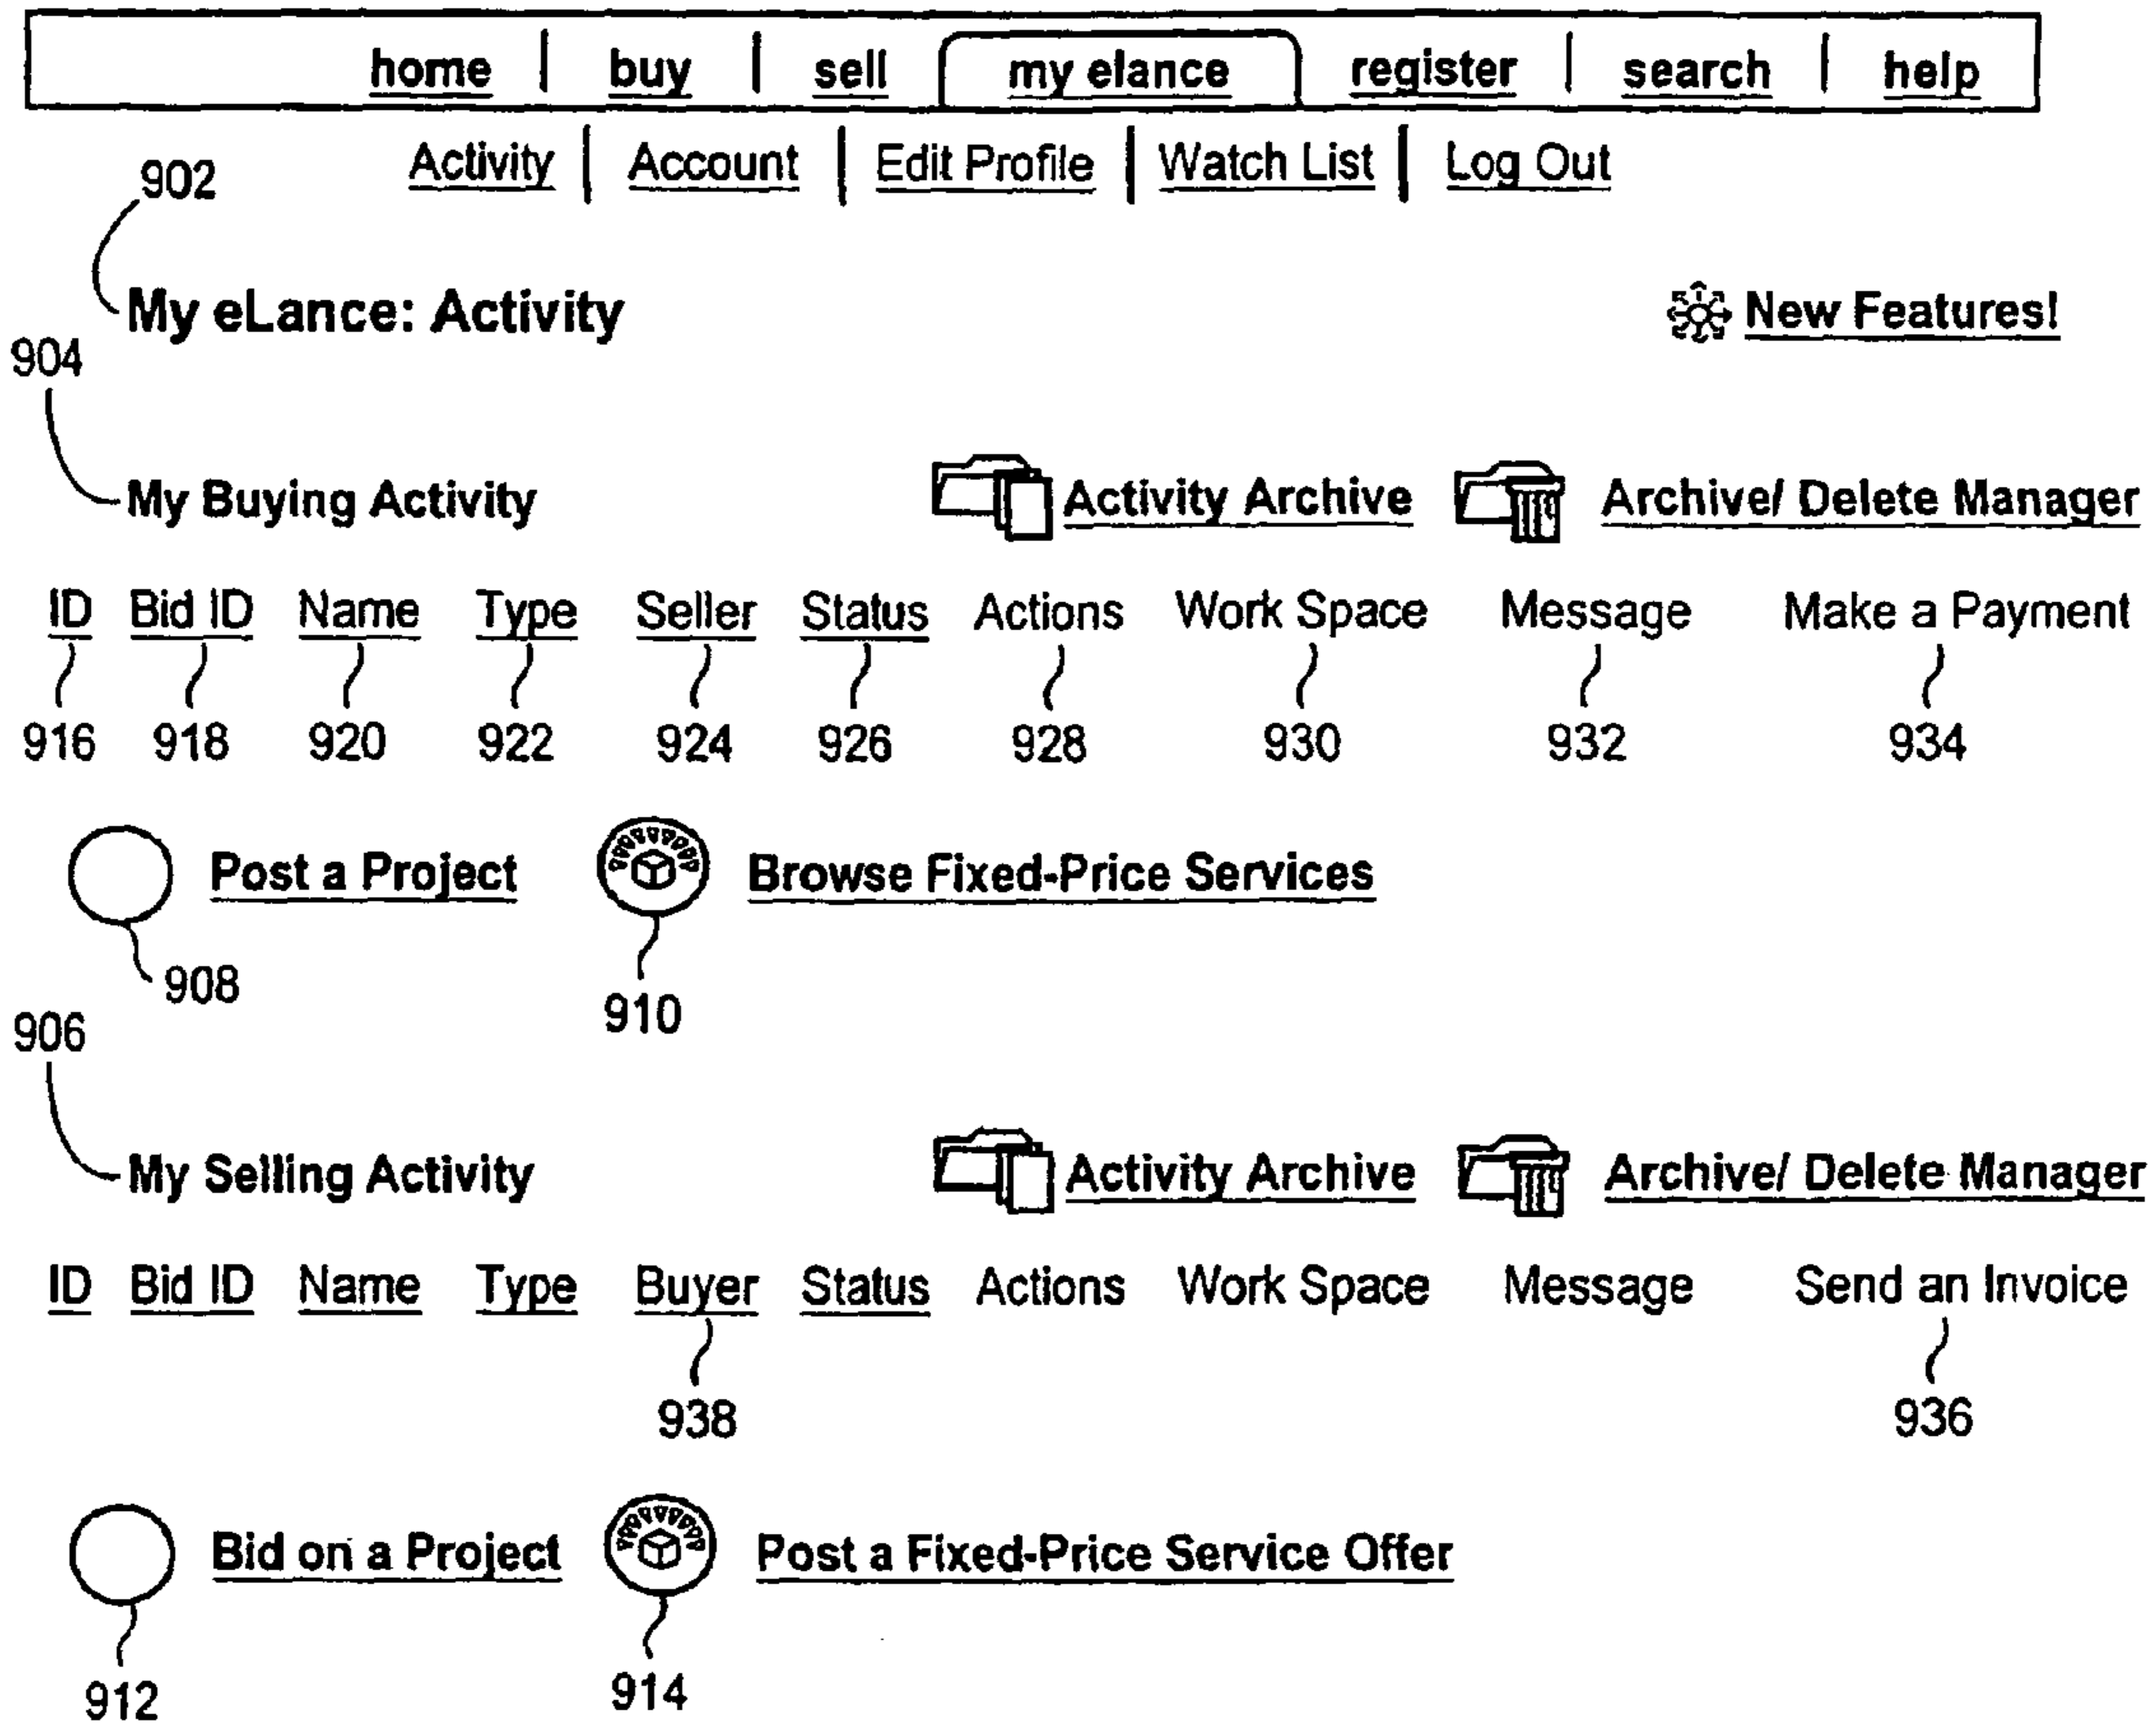 home | buy | sell my elance register | search | help
Activity | Account | Edit Profile | Watch List | Log Out
902
My eLance: Activity New Features!
904
My Buying Activity Activity Archive Archive/ Delete Manager
ID Bid ID Name Type Seller Status Actions Work Space Message Make a Payment
916 918 920 922 924 926 928 930 932 934
Post a Project Browse Fixed-Price Services
908 910
906
My Selling Activity Activity Archive Archive/ Delete Manager
ID Bid ID Name Type Buyer Status Actions Work Space Message Send an Invoice
938 936
Bid on a Project Post a Fixed-Price Service Offer
912 914